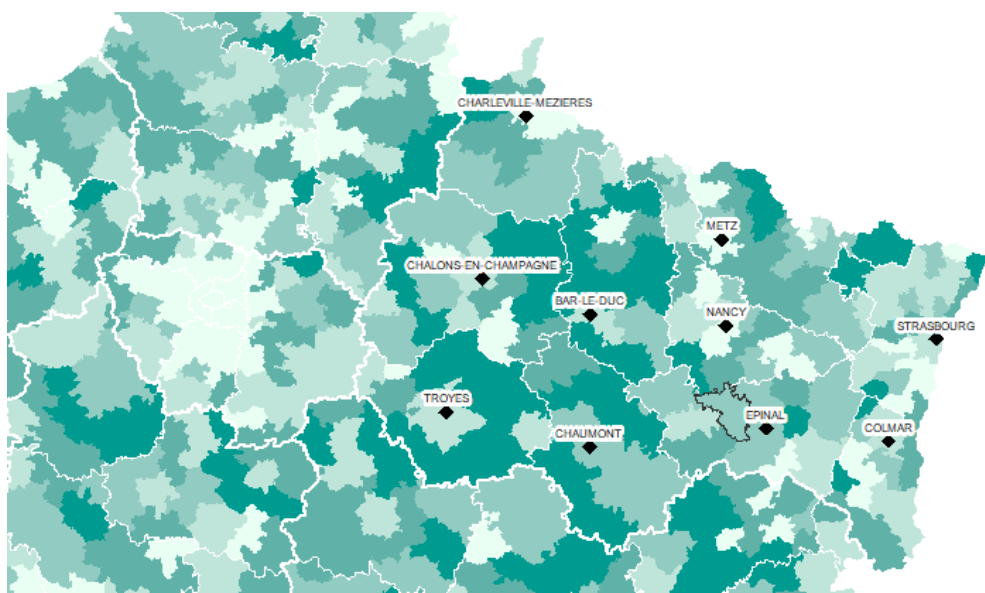 CHARLEVILLE-MEZIERES
METZ
CHALONS-EN-CHAMPAGNE
BAR-LE-DUC
NANCY
STRASBOURG
TROYES
EPINAL
COLMAR
CHAUMONT